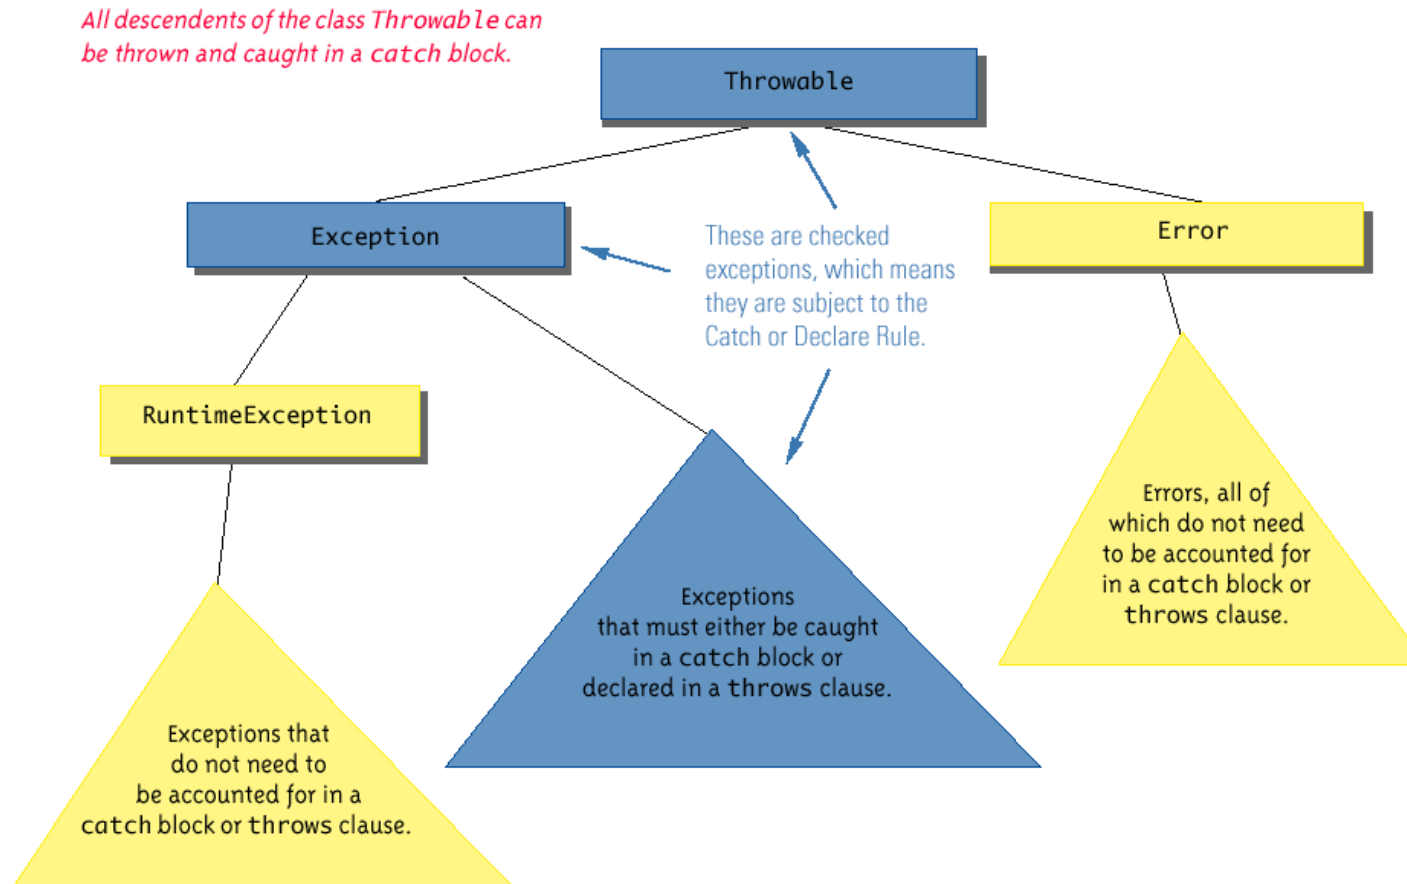 All descendents of the class Throwable can
be thrown and caught in a catch block.
Throwable
Exception
Error
These are checked
exceptions, which means
they are subject to the
Catch or Declare Rule.
RuntimeException
Errors, all of
which do not need
to be accounted for
in a catch block or
throws clause.
Exceptions
that must either be caught
in a catch block or
declared in a throws clause.
Exceptions that
do not need to
be accounted for in a
catch block or throws clause.